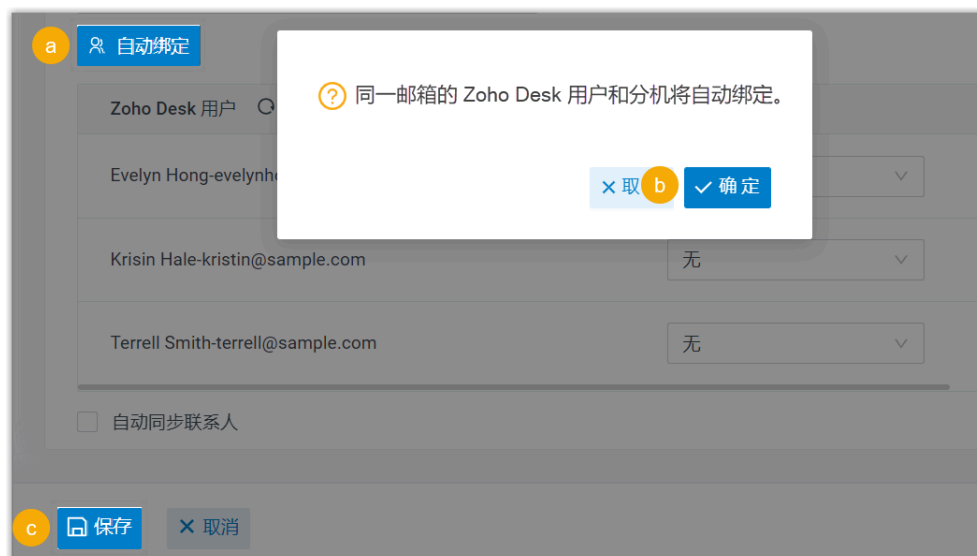 a 自动绑定
同一邮箱的 Zoho Desk 用户和分机将自动绑定。
取 b 确定
Zoho Desk 用户
Evelyn Hong-evelynh
Krisin Hale-kristin@sample.com 无
Terrell Smith-terrell@sample.com 无
自动同步联系人
c 保存 取消